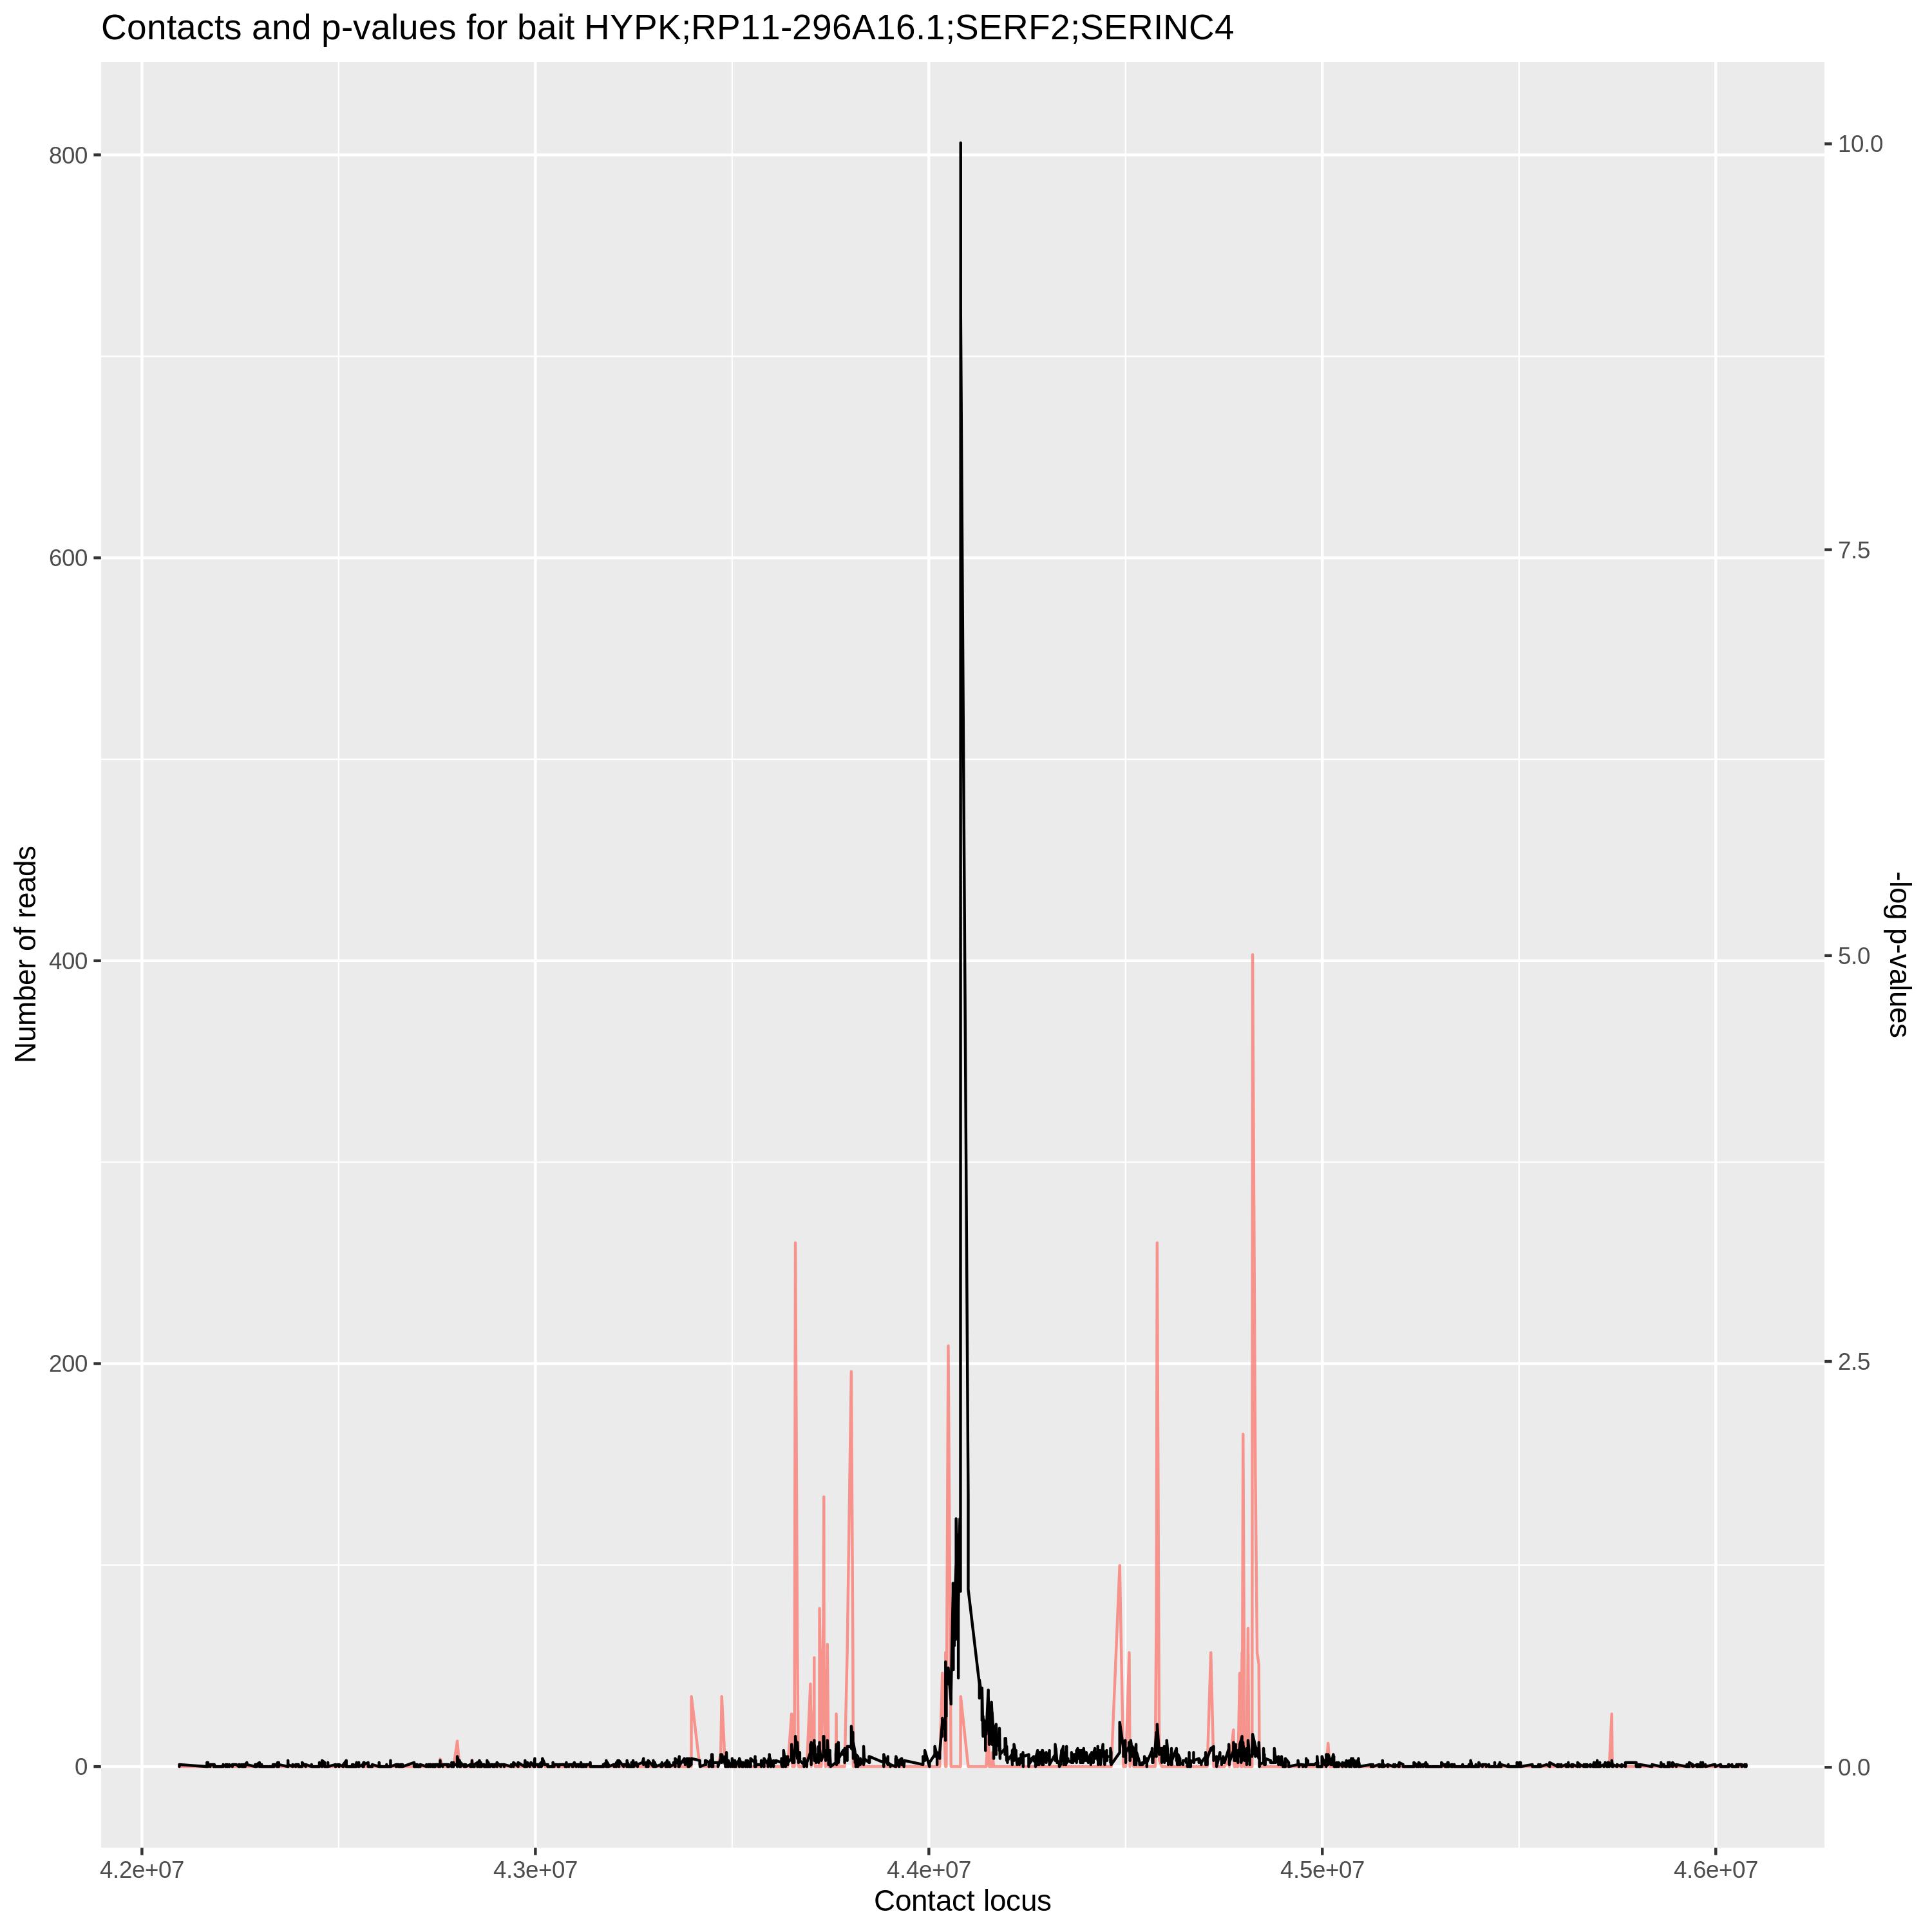 Contacts and p-values for bait HYPK;RP11-296A16.1;SERF2;SERINC4
800
600
400
200
0
Number of reads
10.0
7.5
5.0
2.5
0.0
-log p-values
4.2e+07
4.3e+07
4.4e+07
4.5e+07
4.6e+07
Contact locus